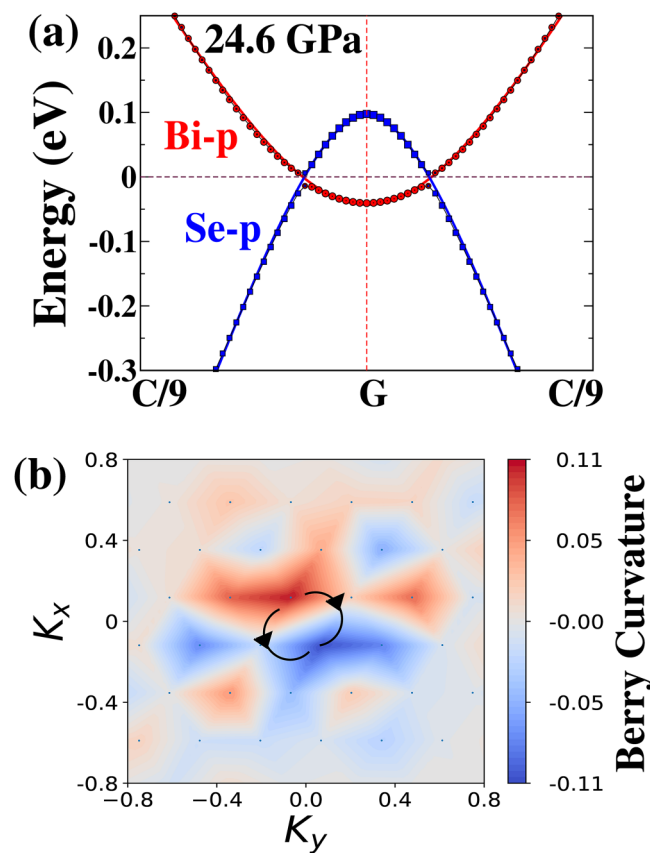 (a)
24.6 GPa
0.2
0.1
0
-0.1
-0.2
-0.3
Energy (eV)
Bi-p
Se-p
C/9
G
C/9
(b)
0.8
0.4
0
-0.4
-0.8
K_x
−0.8
−0.4
0.0
0.4
0.8
K_y
0.11
0.05
-0.00
-0.05
-0.11
Berry Curvature